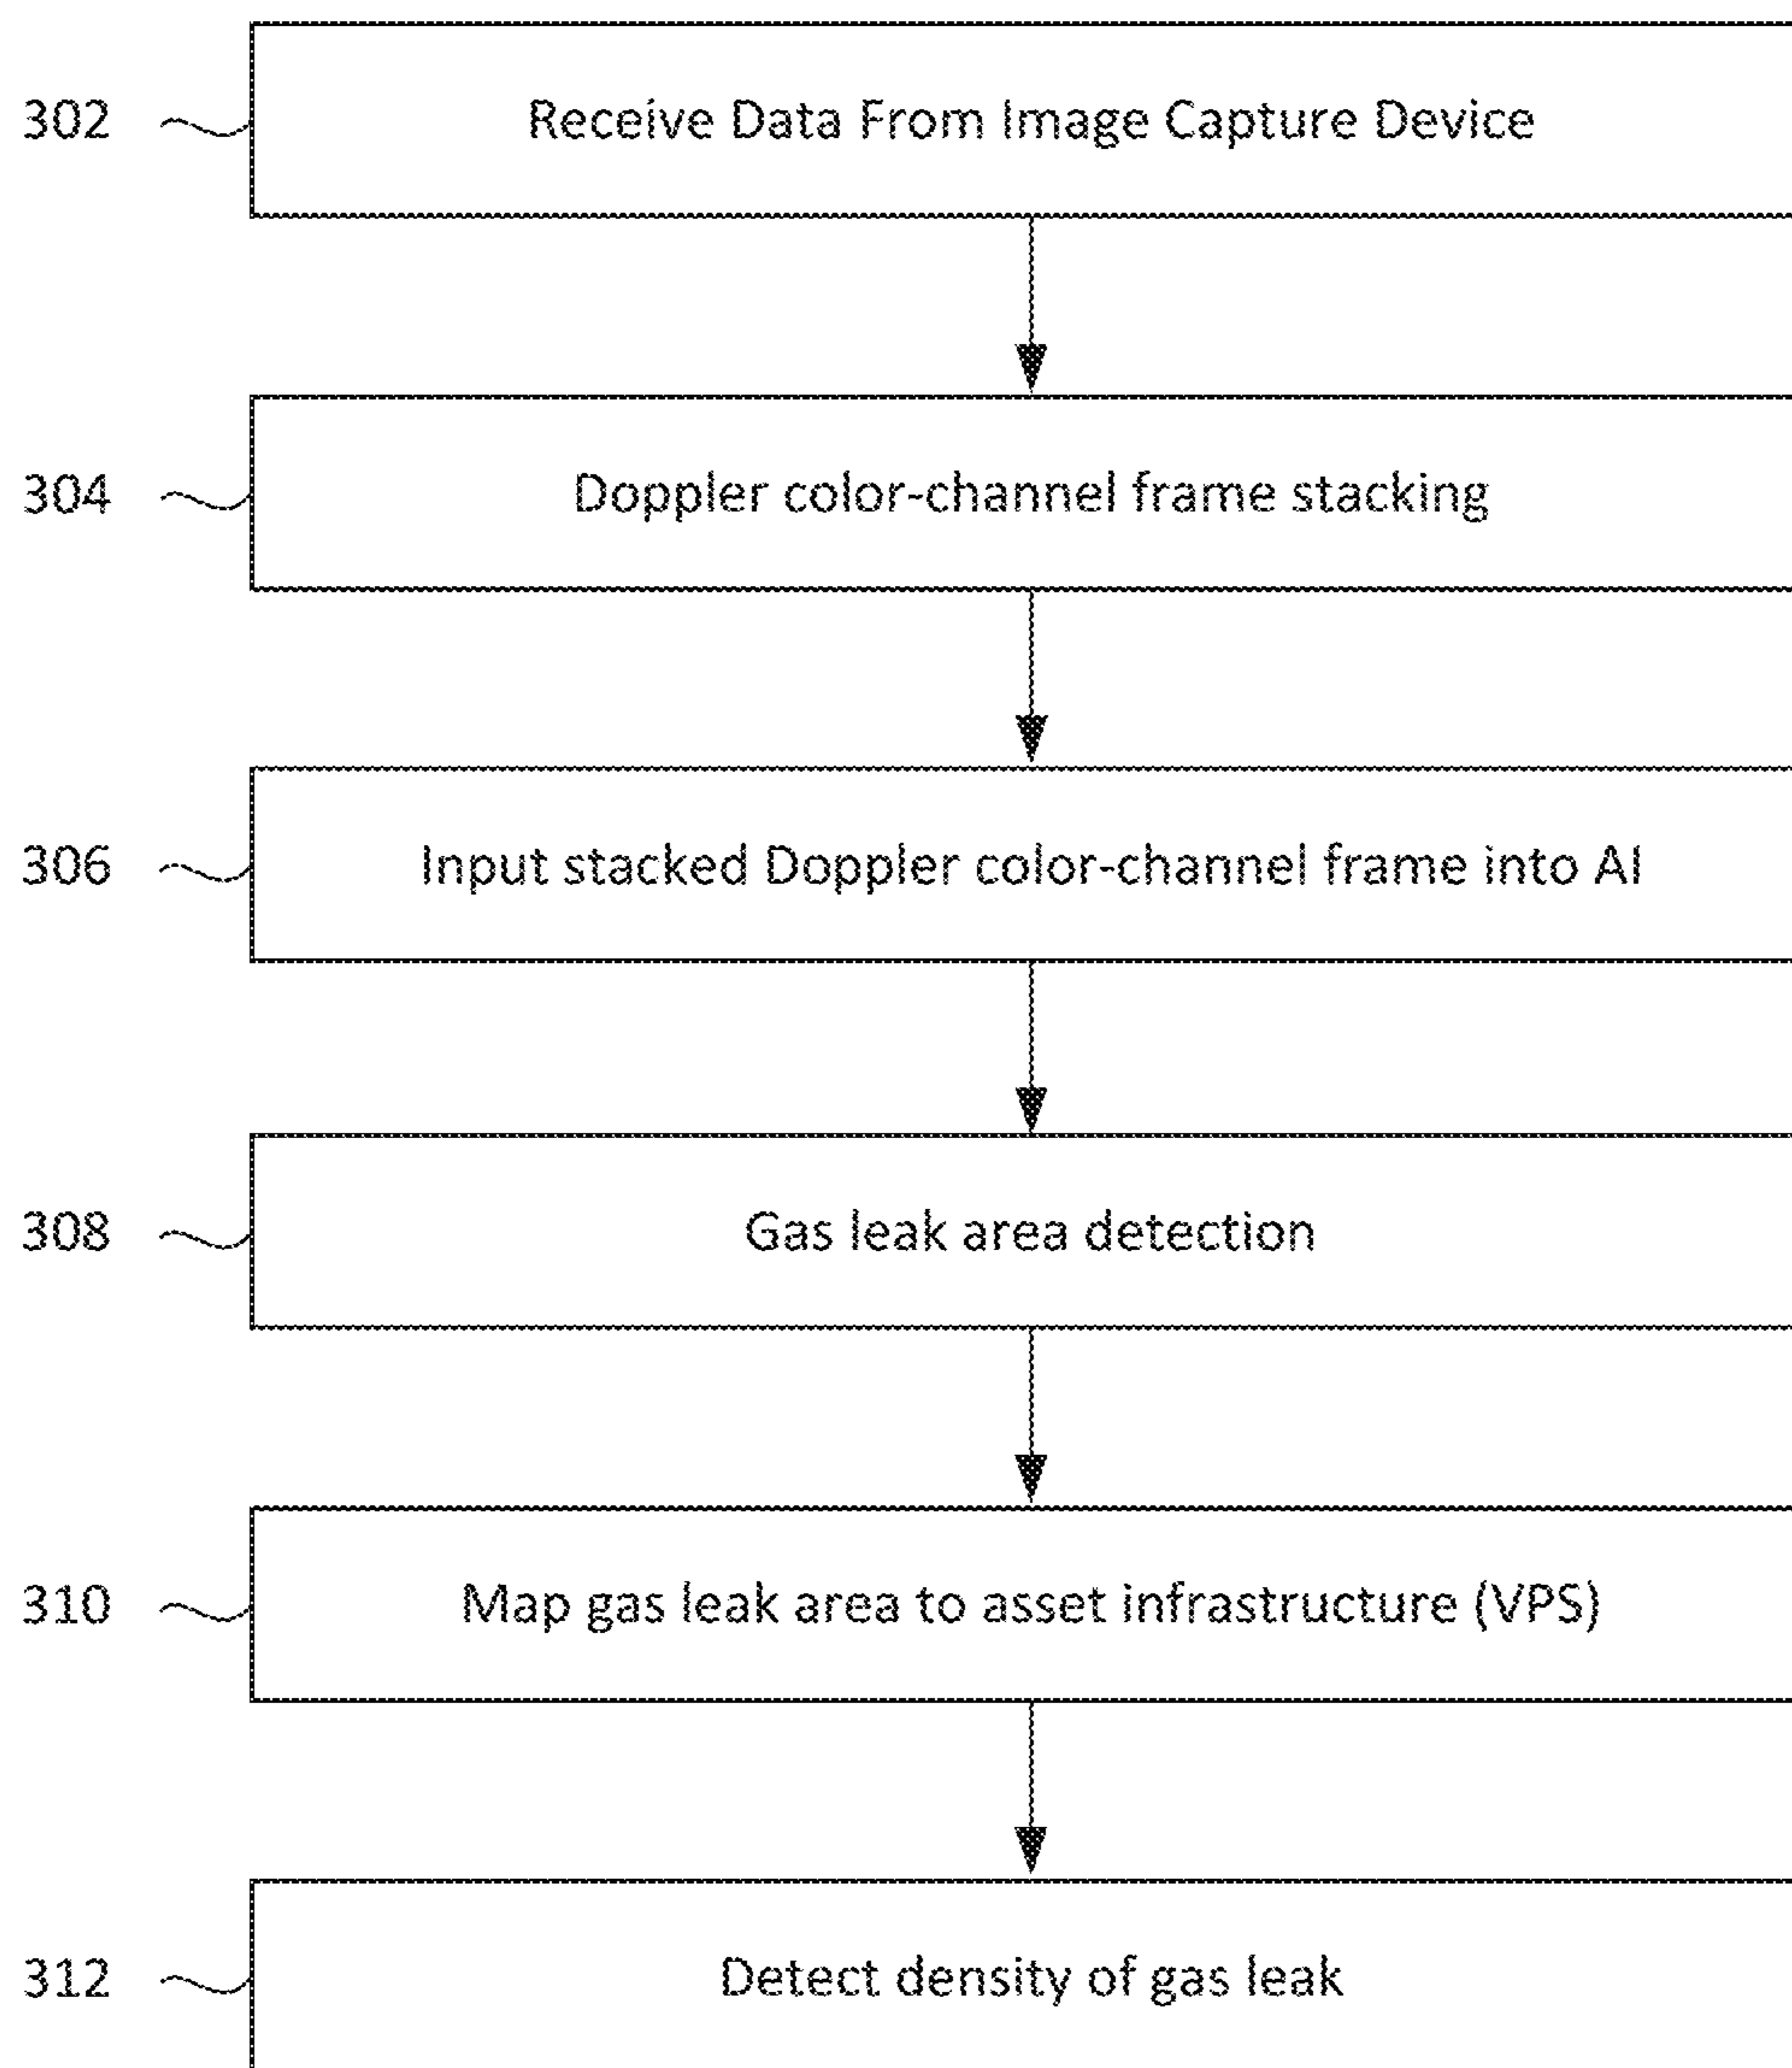 302 Receive Data From Image Capture Device
304 Doppler color-channel frame stacking
306 Input stacked Doppler color-channel frame into AI
308 Gas leak area detection
310 Map gas leak area to asset infrastructure (VPS)
312 Detect density of gas leak